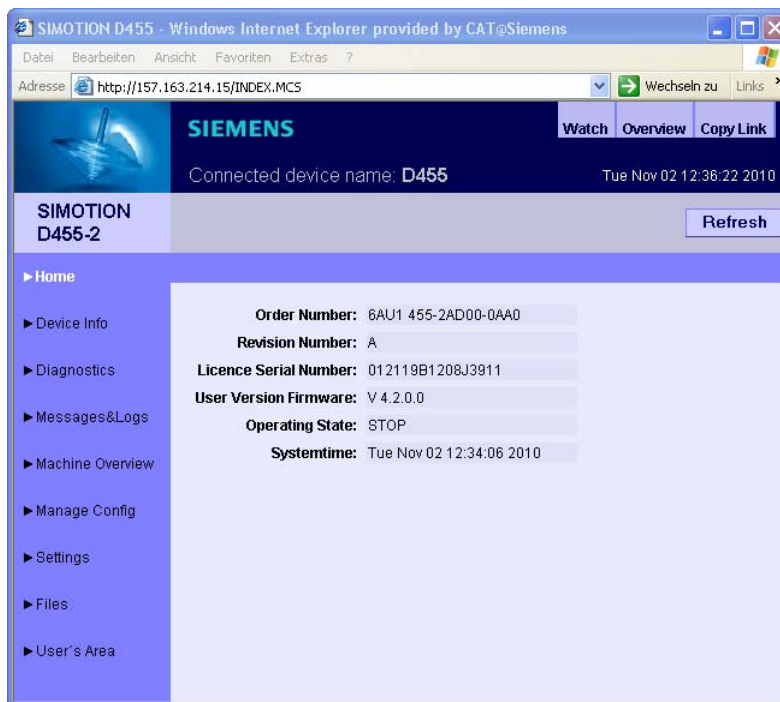 SIMOTION D455 - Windows Internet Explorer provided by CAT@Siemens
Datei Bearbeiten Ansicht Favoriten Extras ?
Adresse http://157.163.214.15/INDEX.MCS Wechseln zu Links
SIEMENS
Watch Overview Copy Link
Connected device name: D455
Tue Nov 02 12:36:22 2010
SIMOTION
D455-2
Refresh
Home
Device Info
Diagnostics
Messages&Logs
Machine Overview
Manage Config
Settings
Files
User´s Area
Order Number: 6AU1 455-2AD00-0AA0
Revision Number: A
Licence Serial Number: 012119B1208J3911
User Version Firmware: V 4.2.0.0
Operating State: STOP
Systemtime: Tue Nov 02 12:34:06 2010